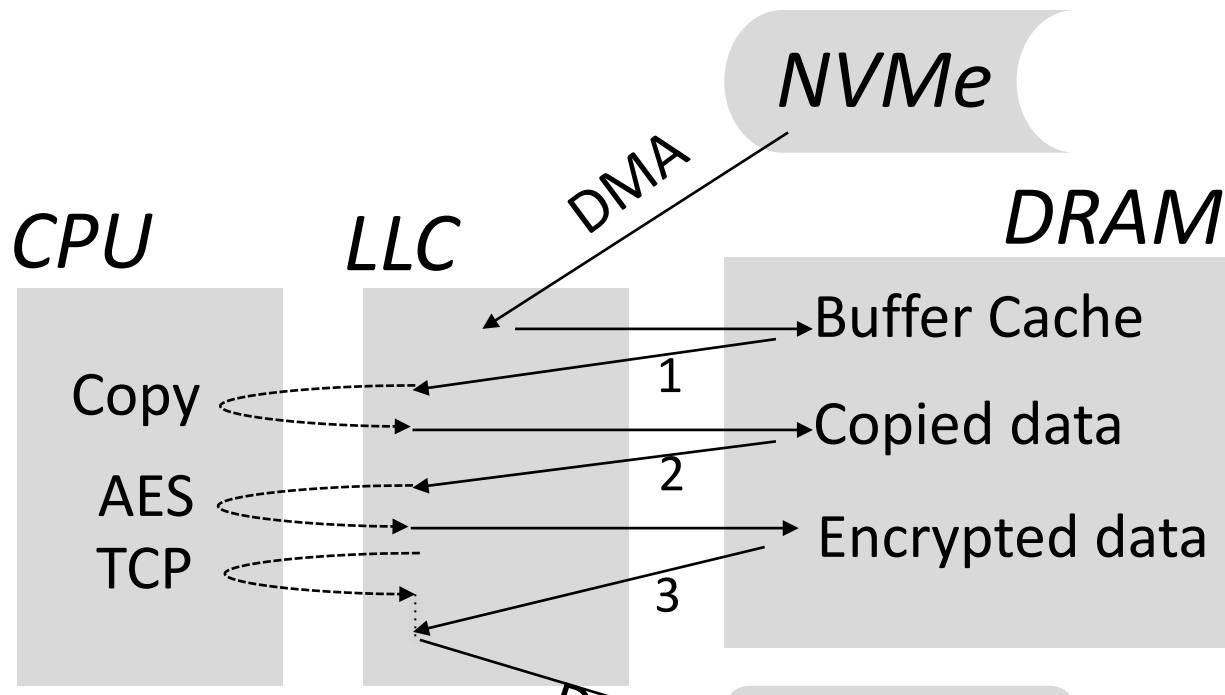 NVMe
DMA
CPU
LLC
DRAM
Buffer Cache
1
Copy
Copied data
2
AES
Encrypted data
TCP
3